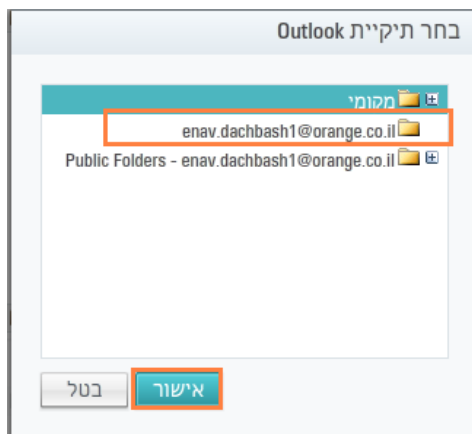 בחר תיקיית Outlook
מקומי
enav.dachbash1@orange.co.il
Public Folders - enav.dachbash1@orange.co.il
אישור
בטל